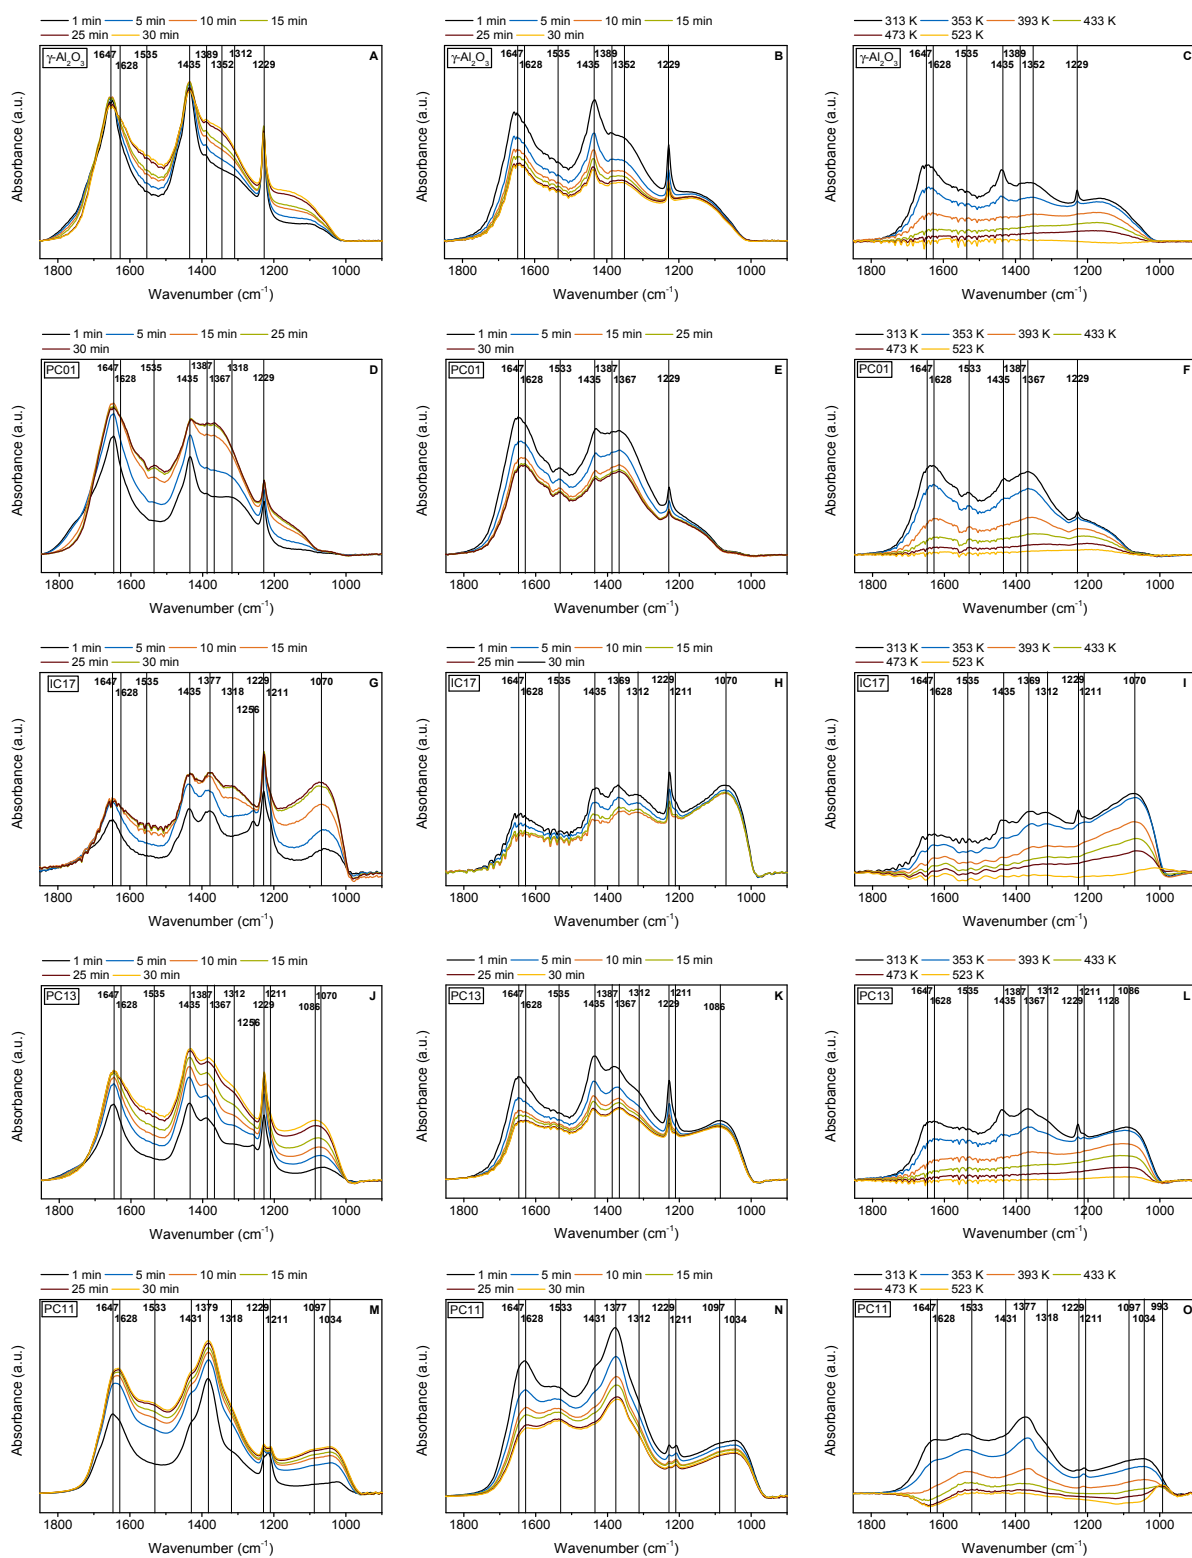 1 min 5 min 10 min 15 min
25 min 30 min
γ-Al₂O₃
A
1647 1535 1389 1312
1628 1435 1352 1229
Absorbance (a.u.)
1800 1600 1400 1200 1000
Wavenumber (cm⁻¹)
1 min 5 min 10 min 15 min
25 min 30 min
γ-Al₂O₃
B
1647 1535 1389
1628 1435 1352 1229
Absorbance (a.u.)
1800 1600 1400 1200 1000
Wavenumber (cm⁻¹)
313 K 353 K 393 K 433 K
473 K 523 K
γ-Al₂O₃
C
1647 1535 1389
1628 1435 1352 1229
Absorbance (a.u.)
1800 1600 1400 1200 1000
Wavenumber (cm⁻¹)
1 min 5 min 15 min 25 min
30 min
PC01
D
1647 1535 1387 1318
1628 1435 1367 1229
Absorbance (a.u.)
1800 1600 1400 1200 1000
Wavenumber (cm⁻¹)
1 min 5 min 15 min 25 min
30 min
PC01
E
1647 1533 1387
1628 1435 1367 1229
Absorbance (a.u.)
1800 1600 1400 1200 1000
Wavenumber (cm⁻¹)
313 K 353 K 393 K 433 K
473 K 523 K
PC01
F
1647 1533 1387
1628 1435 1367 1229
Absorbance (a.u.)
1800 1600 1400 1200 1000
Wavenumber (cm⁻¹)
1 min 5 min 10 min 15 min
25 min 30 min
IC17
G
1647 1377 1229 1070
1628 1535 1435 1318 1211
1256
Absorbance (a.u.)
1800 1600 1400 1200 1000
Wavenumber (cm⁻¹)
1 min 5 min 10 min 15 min
25 min 30 min
IC17
H
1647 1369 1229 1070
1628 1535 1435 1312 1211
Absorbance (a.u.)
1800 1600 1400 1200 1000
Wavenumber (cm⁻¹)
313 K 353 K 393 K 433 K
473 K 523 K
IC17
I
1647 1535 1369 1229 1070
1628 1435 1312 1211
Absorbance (a.u.)
1800 1600 1400 1200 1000
Wavenumber (cm⁻¹)
1 min 5 min 10 min 15 min
25 min 30 min
PC13
J
1647 1535 1387 1312 1211 1070
1628 1435 1367 1229 1086
1256
Absorbance (a.u.)
1800 1600 1400 1200 1000
Wavenumber (cm⁻¹)
1 min 5 min 10 min 15 min
25 min 30 min
PC13
K
1647 1535 1387 1312 1211 1086
1628 1435 1367 1229
Absorbance (a.u.)
1800 1600 1400 1200 1000
Wavenumber (cm⁻¹)
313 K 353 K 393 K 433 K
473 K 523 K
PC13
L
1647 1535 1387 1312 1211 1086
1628 1435 1367 1229 1128
Absorbance (a.u.)
1800 1600 1400 1200 1000
Wavenumber (cm⁻¹)
1 min 5 min 10 min 15 min
25 min 30 min
PC11
M
1647 1533 1379 1229 1097
1628 1431 1318 1211 1034
Absorbance (a.u.)
1800 1600 1400 1200 1000
Wavenumber (cm⁻¹)
1 min 5 min 10 min 15 min
25 min 30 min
PC11
N
1647 1533 1377 1229 1097
1628 1431 1312 1211 1034
Absorbance (a.u.)
1800 1600 1400 1200 1000
Wavenumber (cm⁻¹)
313 K 353 K 393 K 433 K
473 K 523 K
PC11
O
1647 1533 1377 1229 1097 993
1628 1431 1318 1211 1034
Absorbance (a.u.)
1800 1600 1400 1200 1000
Wavenumber (cm⁻¹)